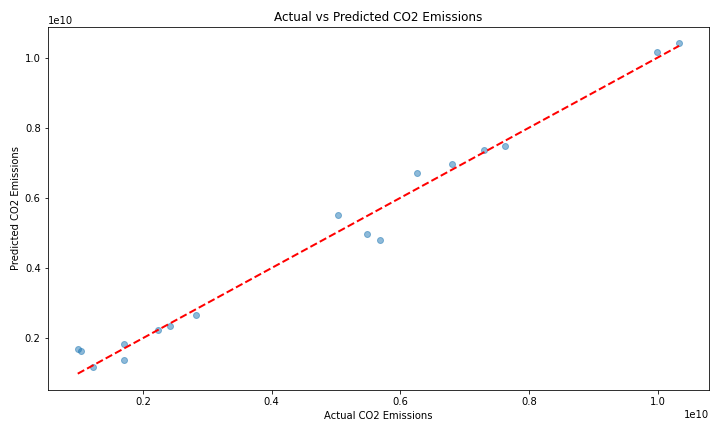 Actual vs Predicted CO2 Emissions
1e10
1.0
0.8
0.6
0.4
0.2
Predicted CO2 Emissions
0.2 0.4 0.6 0.8 1.0
1e10
Actual CO2 Emissions